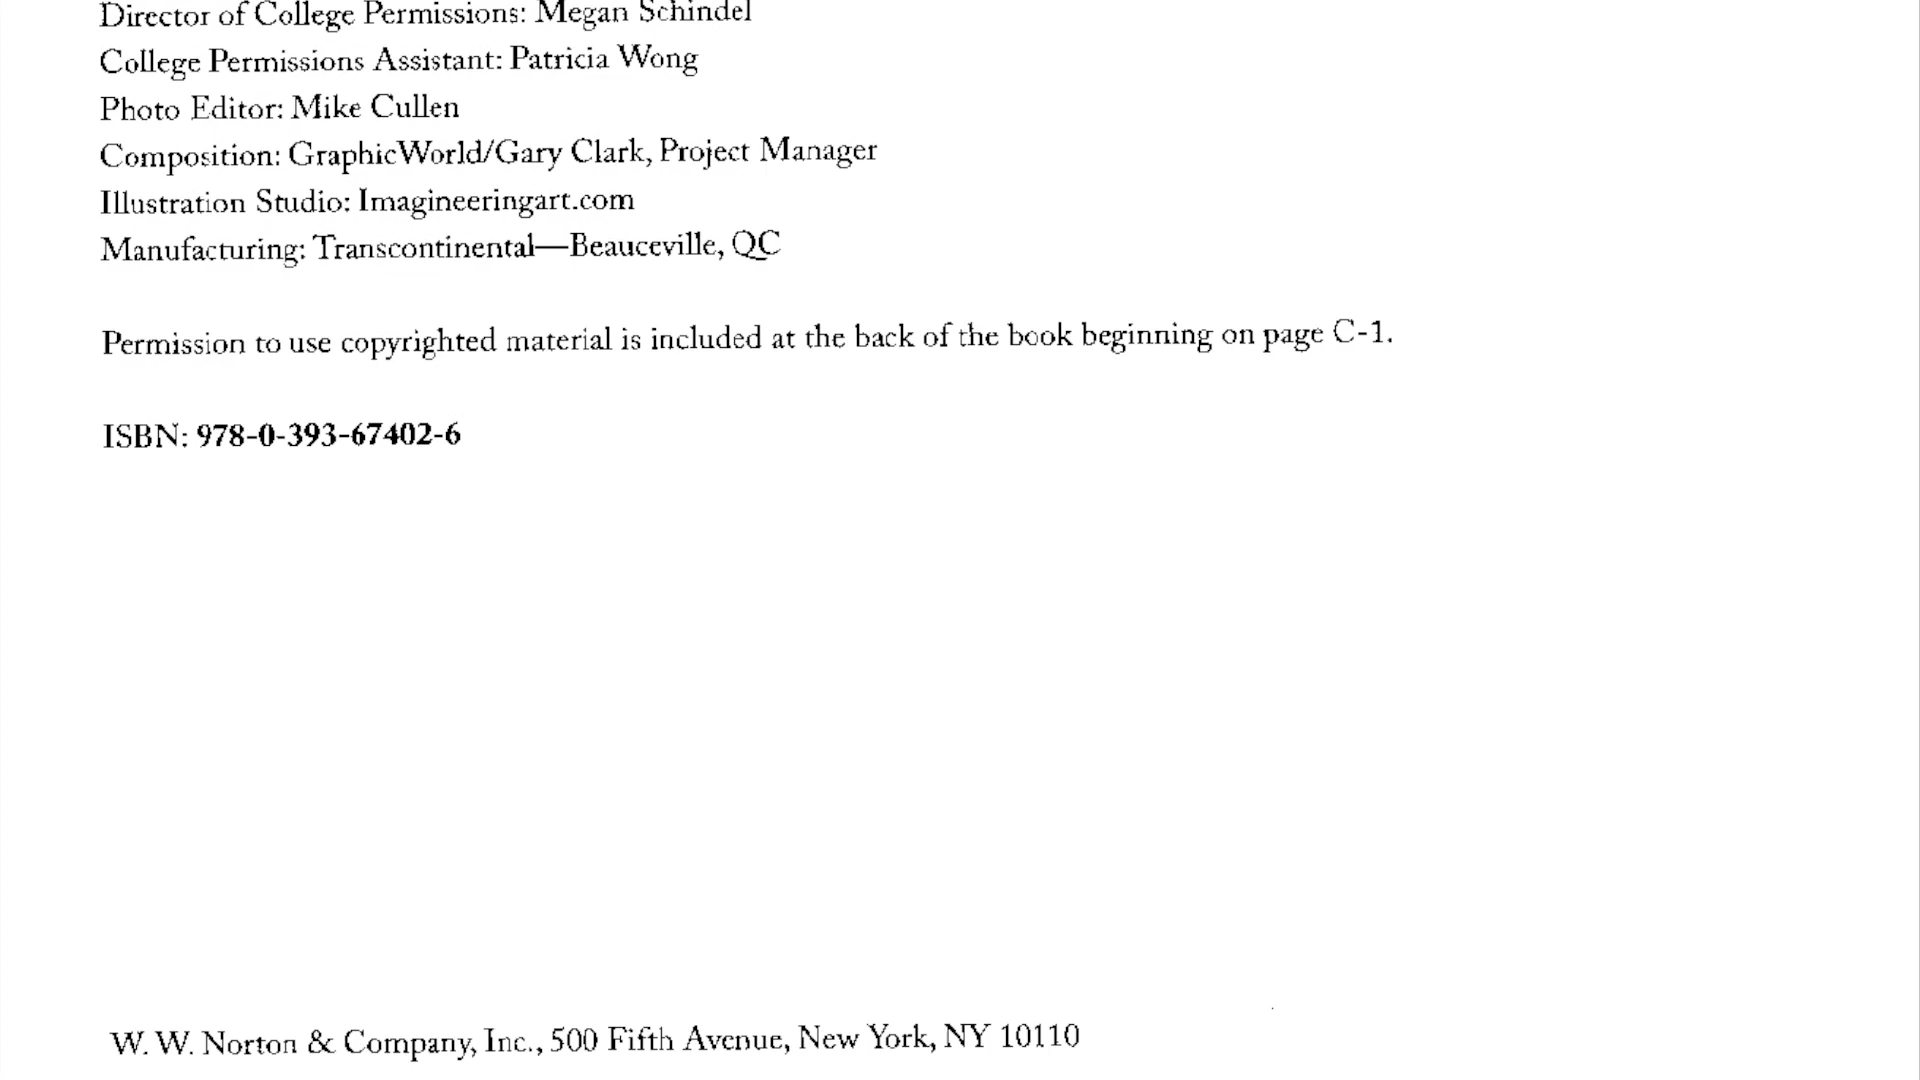 Director of College Permissions: Megan Schindel
College Permissions Assistant: Patricia Wong
Photo Editor: Mike Cullen
Composition: GraphicWorld/Gary Clark, Project Manager
Illustration Studio: Imagineeringart.com
Manufacturing: Transcontinental—Beauceville, QC
Permission to use copyrighted material is included at the back of the book beginning on page C-1.
ISBN: 978-0-393-67402-6
W. W. Norton & Company, Inc., 500 Fifth Avenue, New York, NY 10110